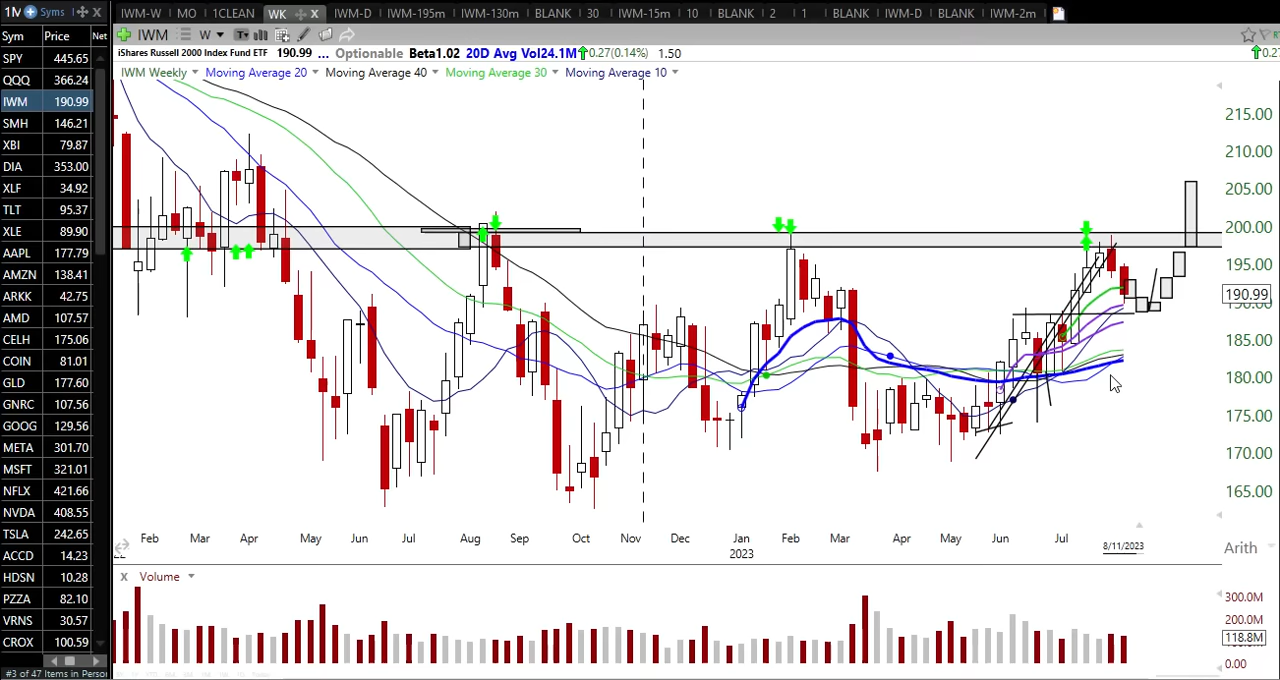 1M Syms
IWM-W MO 1CLEAN WK IWM-D IWM-195m IWM-130m BLANK 30 IWM-15m 10 BLANK 2 1 BLANK IWM-D BLANK IWM-2m
Sym Price Net
IWM W
iShares Russell 2000 Index Fund ETF 190.99 ... Optionable Beta1.02 20D Avg Vol24.1M 0.27(0.14%) 1.50
IWM Weekly Moving Average 20 Moving Average 40 Moving Average 30 Moving Average 10
SPY 445.65
QQQ 366.24
IWM 190.99
SMH 146.21
XBI 79.87
DIA 353.00
XLF 34.92
TLT 95.37
XLE 89.90
AAPL 177.79
AMZN 138.41
ARKK 42.75
AMD 107.57
CELH 175.06
COIN 81.01
GLD 177.60
GNRC 107.56
GOOG 129.56
META 301.70
MSFT 321.01
NFLX 421.66
NVDA 408.55
TSLA 242.65
ACCD 14.23
HDSN 10.28
PZZA 82.10
VRNS 30.57
CROX 100.59
#3 of 47 Items in Person
215.00
210.00
205.00
200.00
195.00
190.99
190.00
185.00
180.00
175.00
170.00
165.00
Feb Mar Apr May Jun Jul Aug Sep Oct Nov Dec Jan Feb Mar Apr May Jun Jul 8/11/2023
2023
Arith
X Volume
300.0M
200.0M
118.8M
0.00